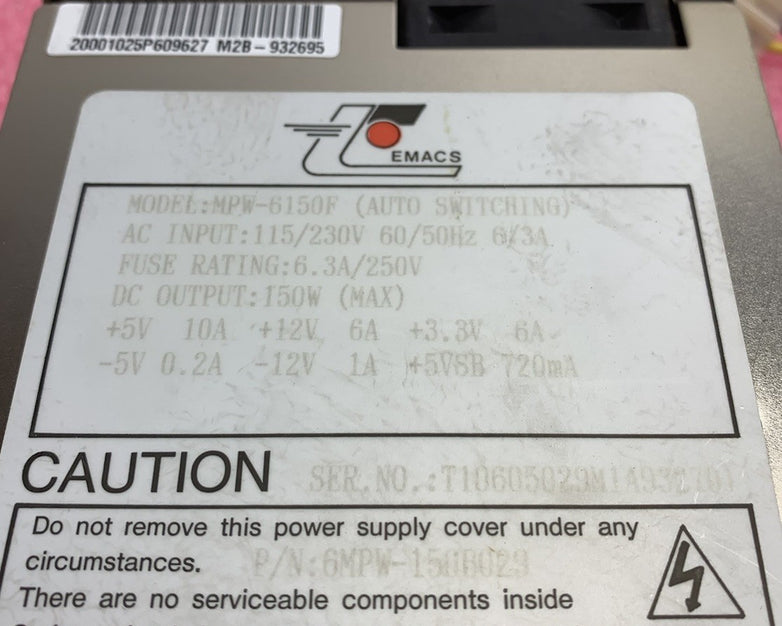 20001025P609627 M2B-932695
EMACS
MODEL:MPW-6150F (AUTO SWITCHING)
AC INPUT:115/230V 60/50Hz 6/3A
FUSE RATING:6.3A/250V
DC OUTPUT:150W (MAX)
+5V 10A +12V 6A +3.3V 6A
-5V 0.2A -12V 1A +5VSB 720mA
CAUTION SER.NO.:
Do not remove this power supply cover under any
circumstances. P/N:6MPW-150B029
There are no serviceable components inside